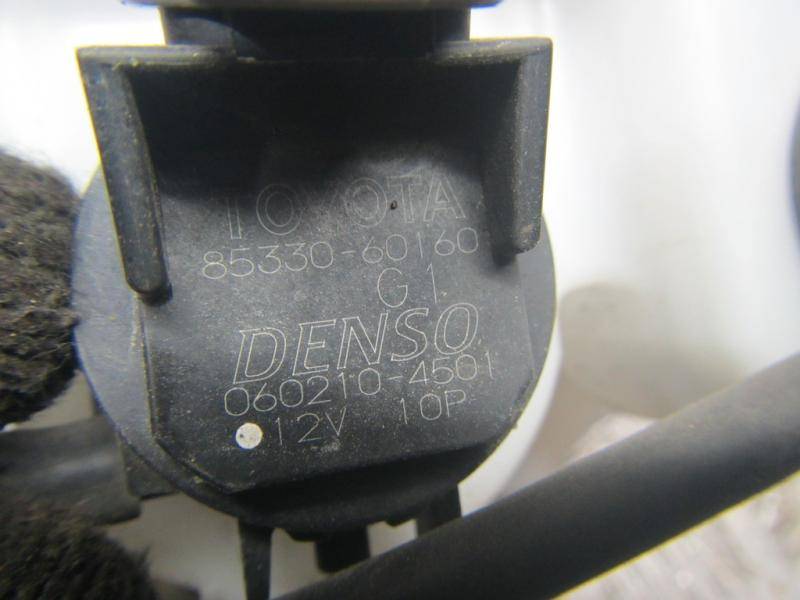 TOYOTA
85330-60160
G1
DENSO
060210-4501
12V 10P